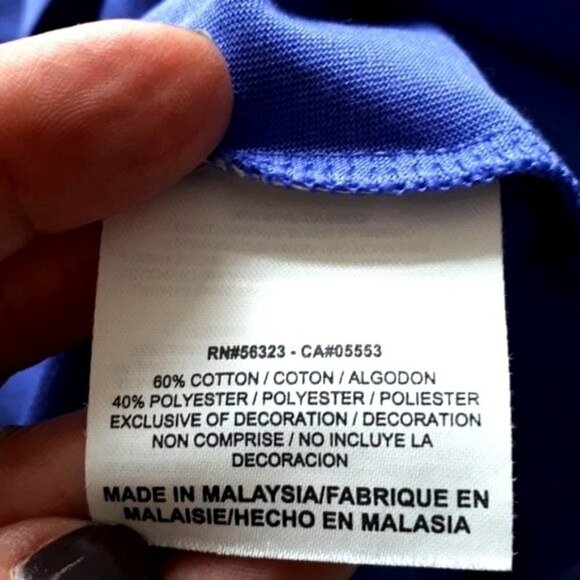 RN#56323 - CA#05553
60% COTTON / COTON / ALGODON
40% POLYESTER / POLYESTER / POLIESTER
EXCLUSIVE OF DECORATION / DECORATION
NON COMPRISE / NO INCLUYE LA
DECORACION
MADE IN MALAYSIA/FABRIQUE EN
MALAISIE/HECHO EN MALASIA